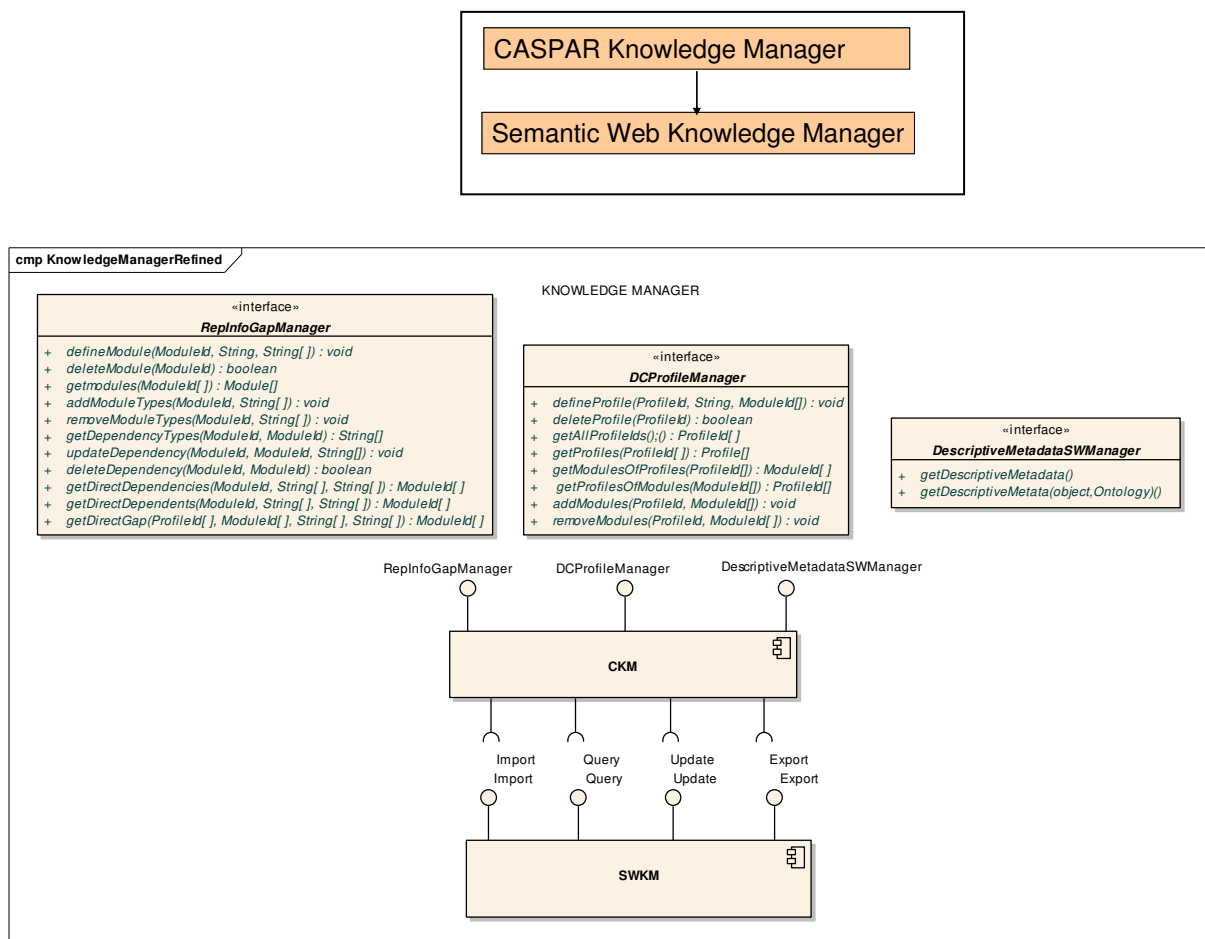 CASPAR Knowledge Manager
Semantic Web Knowledge Manager
cmp KnowledgeManagerRefined
KNOWLEDGE MANAGER
«interface»
RepInfoGapManager
+ defineModule(ModuleId, String, String[ ]) : void
+ deleteModule(ModuleId) : boolean
+ getmodules(ModuleId[ ]) : Module[]
+ addModuleTypes(ModuleId, String[ ]) : void
+ removeModuleTypes(ModuleId, String[ ]) : void
+ getDependencyTypes(ModuleId, ModuleId) : String[]
+ updateDependency(ModuleId, ModuleId, String[]) : void
+ deleteDependency(ModuleId, ModuleId) : boolean
+ getDirectDependencies(ModuleId, String[ ], String[ ]) : ModuleId[ ]
+ getDirectDependents(ModuleId, String[ ], String[ ]) : ModuleId[ ]
+ getDirectGap(ProfileId[ ], ModuleId[ ], String[ ], String[ ]) : ModuleId[ ]
«interface»
DCProfileManager
+ defineProfile(ProfileId, String, ModuleId[]) : void
+ deleteProfile(ProfileId) : boolean
+ getAllProfileIds();() : ProfileId[ ]
+ getProfiles(ProfileId[ ]) : Profile[]
+ getModulesOfProfiles(ProfileId[]) : ModuleId[ ]
+ getProfilesOfModules(ModuleId[]) : ProfileId[]
+ addModules(ProfileId, ModuleId[]) : void
+ removeModules(ProfileId, ModuleId[ ]) : void
«interface»
DescriptiveMetadataSWManager
+ getDescriptiveMetadata()
+ getDescriptiveMetata(object,Ontology)()
RepInfoGapManager
DCProfileManager
DescriptiveMetadataSWManager
CKM
Import
Query
Update
Export
Import
Query
Update
Export
SWKM